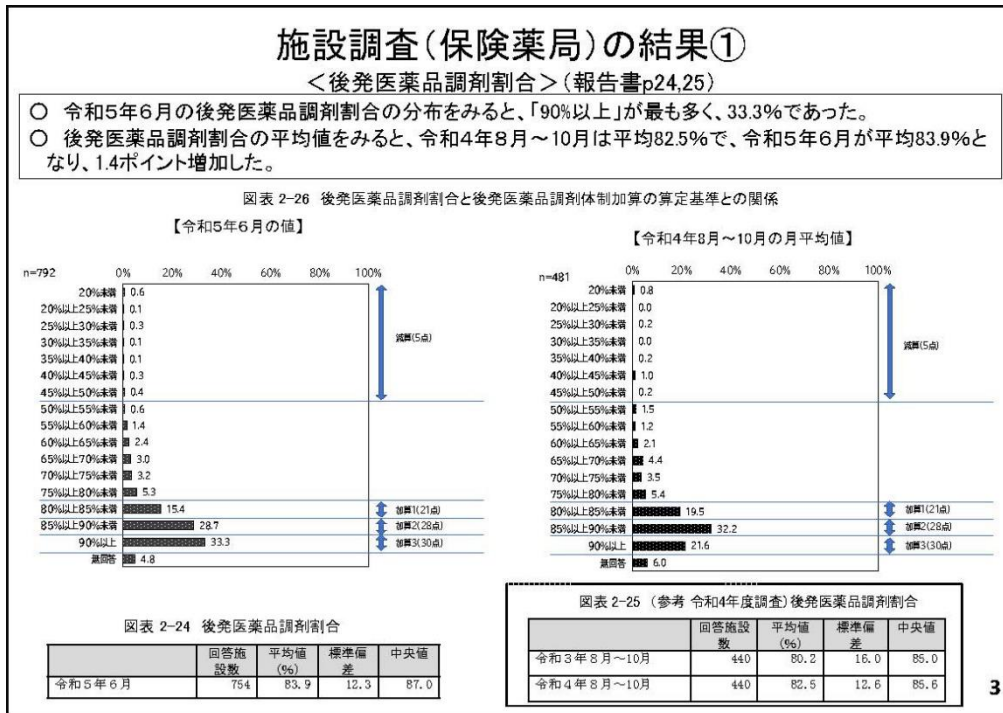 施設調査(保険薬局)の結果①
＜後発医薬品調剤割合＞(報告書p24,25)
○ 令和5年6月の後発医薬品調剤割合の分布をみると、「90%以上」が最も多く、33.3%であった。
○ 後発医薬品調剤割合の平均値をみると、令和4年8月～10月は平均82.5%で、令和5年6月が平均83.9%と
なり、1.4ポイント増加した。
図表 2-26 後発医薬品調剤割合と後発医薬品調剤体制加算の算定基準との関係
【令和5年6月の値】
n=792 0% 20% 40% 60% 80% 100%
20%未満 0.6
20%以上25%未満 0.1
25%以上30%未満 0.3
30%以上35%未満 0.1
35%以上40%未満 0.1
40%以上45%未満 0.3
45%以上50%未満 0.4
減算(5点)
50%以上55%未満 0.6
55%以上60%未満 1.4
60%以上65%未満 2.4
65%以上70%未満 3.0
70%以上75%未満 3.2
75%以上80%未満 5.3
80%以上85%未満 15.4 加算1(21点)
85%以上90%未満 28.7 加算2(28点)
90%以上 33.3 加算3(30点)
無回答 4.8
【令和4年8月～10月の月平均値】
n=481 0% 20% 40% 60% 80% 100%
20%未満 0.8
20%以上25%未満 0.0
25%以上30%未満 0.2
30%以上35%未満 0.0
35%以上40%未満 0.2
40%以上45%未満 1.0
45%以上50%未満 0.2
減算(5点)
50%以上55%未満 1.5
55%以上60%未満 1.2
60%以上65%未満 2.1
65%以上70%未満 4.4
70%以上75%未満 3.5
75%以上80%未満 5.4
80%以上85%未満 19.5 加算1(21点)
85%以上90%未満 32.2 加算2(28点)
90%以上 21.6 加算3(30点)
無回答 6.0
図表 2-24 後発医薬品調剤割合
回答施設数 平均値(%) 標準偏差 中央値
令和5年6月 754 83.9 12.3 87.0
図表 2-25 (参考 令和4年度調査)後発医薬品調剤割合
回答施設数 平均値(%) 標準偏差 中央値
令和3年8月～10月 440 80.2 16.0 85.0
令和4年8月～10月 440 82.5 12.6 85.6
3